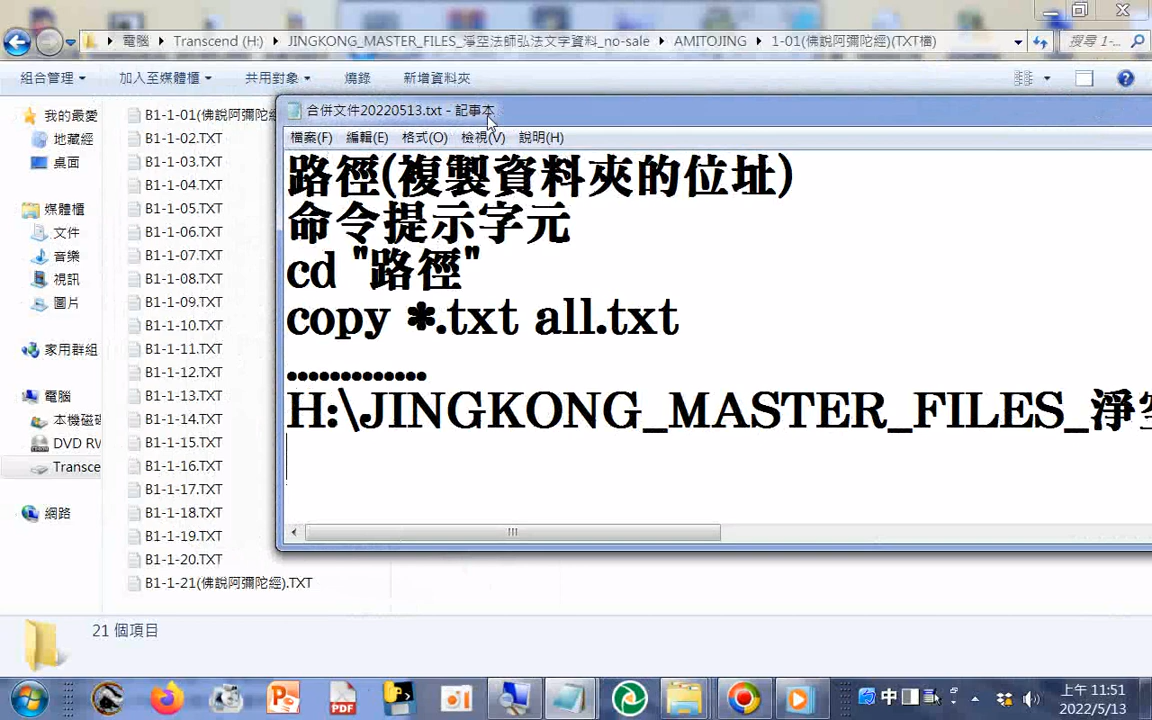 電腦 Transcend (H:) JINGKONG_MASTER_FILES_淨空法師弘法文字資料_no-sale AMITOJING 1-01(佛說阿彌陀經)(TXT檔) 搜尋 1-...
組合管理 加入至媒體櫃 共用對象 燒錄 新增資料夾
我的最愛
地藏經
桌面
媒體櫃
文件
音樂
視訊
圖片
家用群組
電腦
本機磁
DVD RW
Transce
網路
B1-1-01(佛說阿彌陀
B1-1-02.TXT
B1-1-03.TXT
B1-1-04.TXT
B1-1-05.TXT
B1-1-06.TXT
B1-1-07.TXT
B1-1-08.TXT
B1-1-09.TXT
B1-1-10.TXT
B1-1-11.TXT
B1-1-12.TXT
B1-1-13.TXT
B1-1-14.TXT
B1-1-15.TXT
B1-1-16.TXT
B1-1-17.TXT
B1-1-18.TXT
B1-1-19.TXT
B1-1-20.TXT
B1-1-21(佛說阿彌陀經).TXT
合併文件20220513.txt - 記事本
檔案(F) 編輯(E) 格式(O) 檢視(V) 說明(H)
路徑(複製資料夾的位址)
命令提示字元
cd "路徑"
copy *.txt all.txt
.............
H:\JINGKONG_MASTER_FILES_淨
21 個項目
中
上午 11:51
2022/5/13